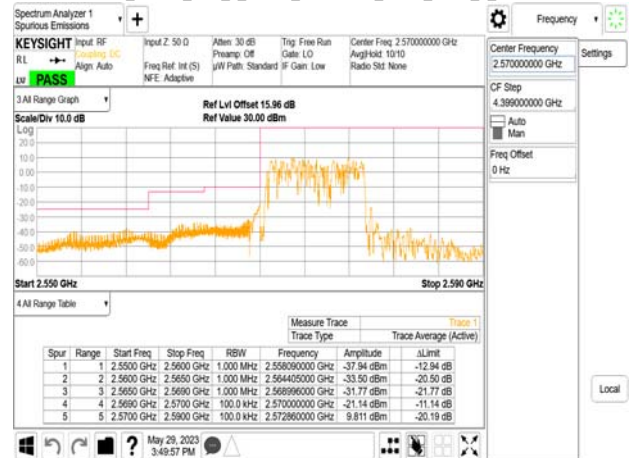 Spectrum Analyzer 1
Spurious Emissions
Frequency
KEYSIGHT Input: RF Input Z: 50 Ω Atten: 30 dB Trig: Free Run Center Freq: 2.570000000 GHz
RL Coupling: DC Preamp: Off Gate: LO Avg|Hold: 10/10
Align: Auto Freq Ref: Int (S) µW Path: Standard IF Gain: Low Radio Std: None
NFE: Adaptive
PASS
Center Frequency
2.570000000 GHz
Settings
CF Step
4.399000000 GHz
Auto
Man
Freq Offset
0 Hz
3 All Range Graph
Ref Lvl Offset 15.96 dB
Scale/Div 10.0 dB Ref Value 30.00 dBm
Log
20.0
10.0
0.00
-10.0
-20.0
-30.0
-40.0
-50.0
-60.0
Start 2.550 GHz Stop 2.590 GHz
4 All Range Table
Measure Trace Trace 1
Trace Type Trace Average (Active)
Spur Range Start Freq Stop Freq RBW Frequency Amplitude ΔLimit
1 1 2.5500 GHz 2.5600 GHz 1.000 MHz 2.558090000 GHz -37.94 dBm -12.94 dB
2 2 2.5600 GHz 2.5650 GHz 1.000 MHz 2.564405000 GHz -33.50 dBm -20.50 dB
3 3 2.5650 GHz 2.5690 GHz 1.000 MHz 2.568996000 GHz -31.77 dBm -21.77 dB
4 4 2.5690 GHz 2.5700 GHz 100.0 kHz 2.570000000 GHz -21.14 dBm -11.14 dB
5 5 2.5700 GHz 2.5900 GHz 100.0 kHz 2.572860000 GHz 9.811 dBm -20.19 dB
Local
May 29, 2023
3:49:57 PM